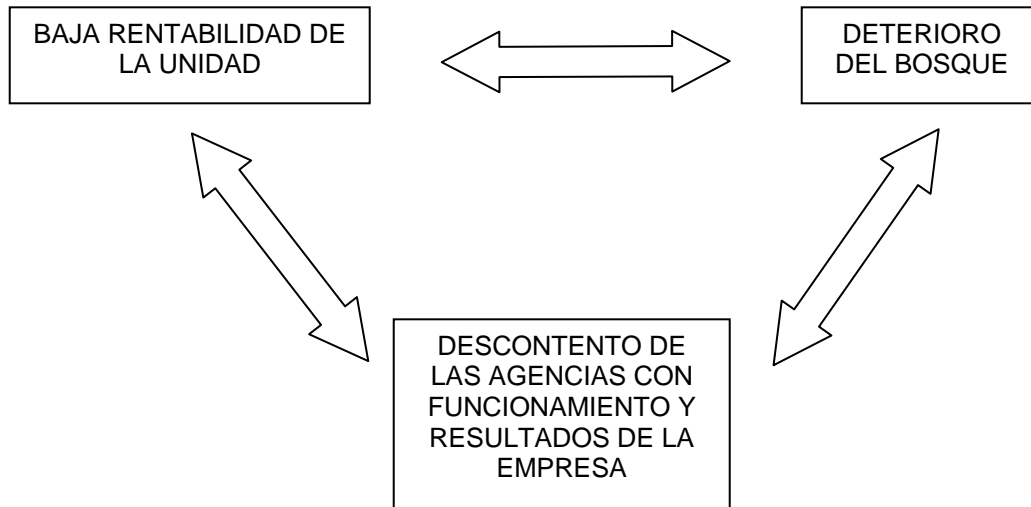 BAJA RENTABILIDAD DE
LA UNIDAD
DETERIORO
DEL BOSQUE
DESCONTENTO DE
LAS AGENCIAS CON
FUNCIONAMIENTO Y
RESULTADOS DE LA
EMPRESA